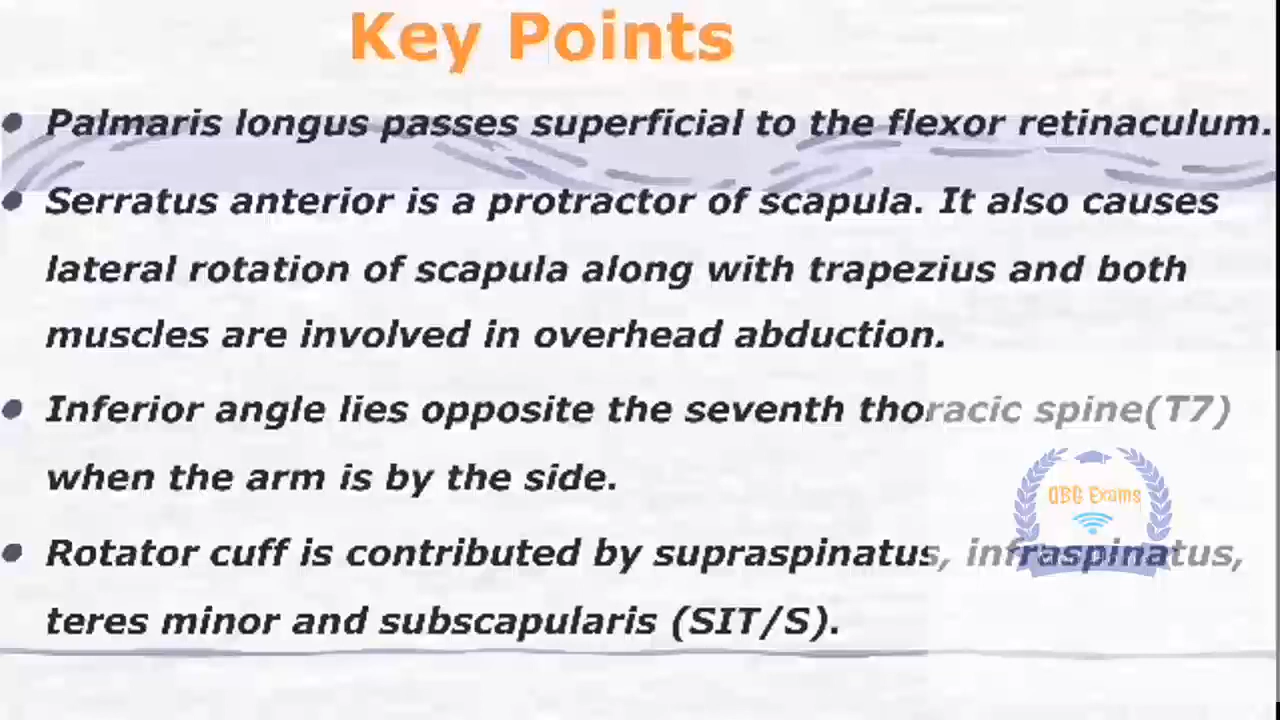 Key Points
• Palmaris longus passes superficial to the flexor retinaculum.
• Serratus anterior is a protractor of scapula. It also causes
lateral rotation of scapula along with trapezius and both
muscles are involved in overhead abduction.
• Inferior angle lies opposite the seventh thoracic spine(T7)
when the arm is by the side.
QBG Exams
• Rotator cuff is contributed by supraspinatus, infraspinatus,
teres minor and subscapularis (SIT/S).